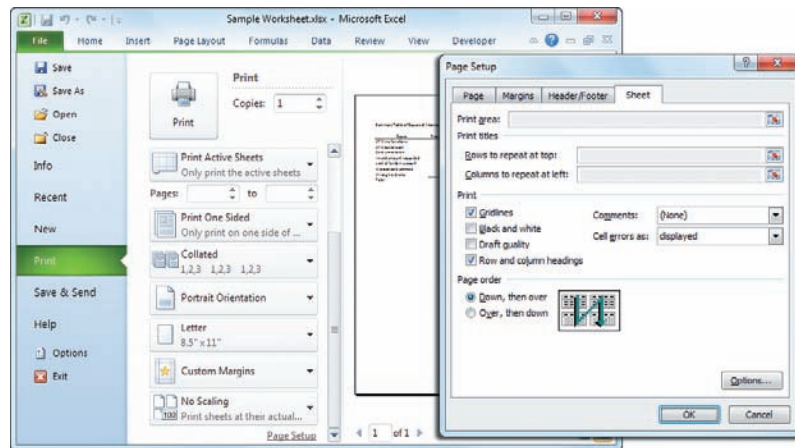 Sample Worksheet.xlsx - Microsoft Excel
File Home Insert Page Layout Formulas Data Review View Developer
Save
Save As
Open
Close
Info
Recent
New
Print
Save & Send
Help
Options
Exit
Print
Print
Copies: 1
Print Active Sheets
Only print the active sheets
Pages: to
Print One Sided
Only print on one side of ...
Collated
1,2,3 1,2,3 1,2,3
Portrait Orientation
Letter
8.5" x 11"
Custom Margins
No Scaling
100 Print sheets at their actual...
Page Setup
1 of 1
Page Setup
Page Margins Header/Footer Sheet
Print area:
Print titles
Rows to repeat at top:
Columns to repeat at left:
Print
Gridlines
Black and white
Draft quality
Row and column headings
Comments: (None)
Cell errors as: displayed
Page order
Down, then over
Over, then down
Options...
OK Cancel